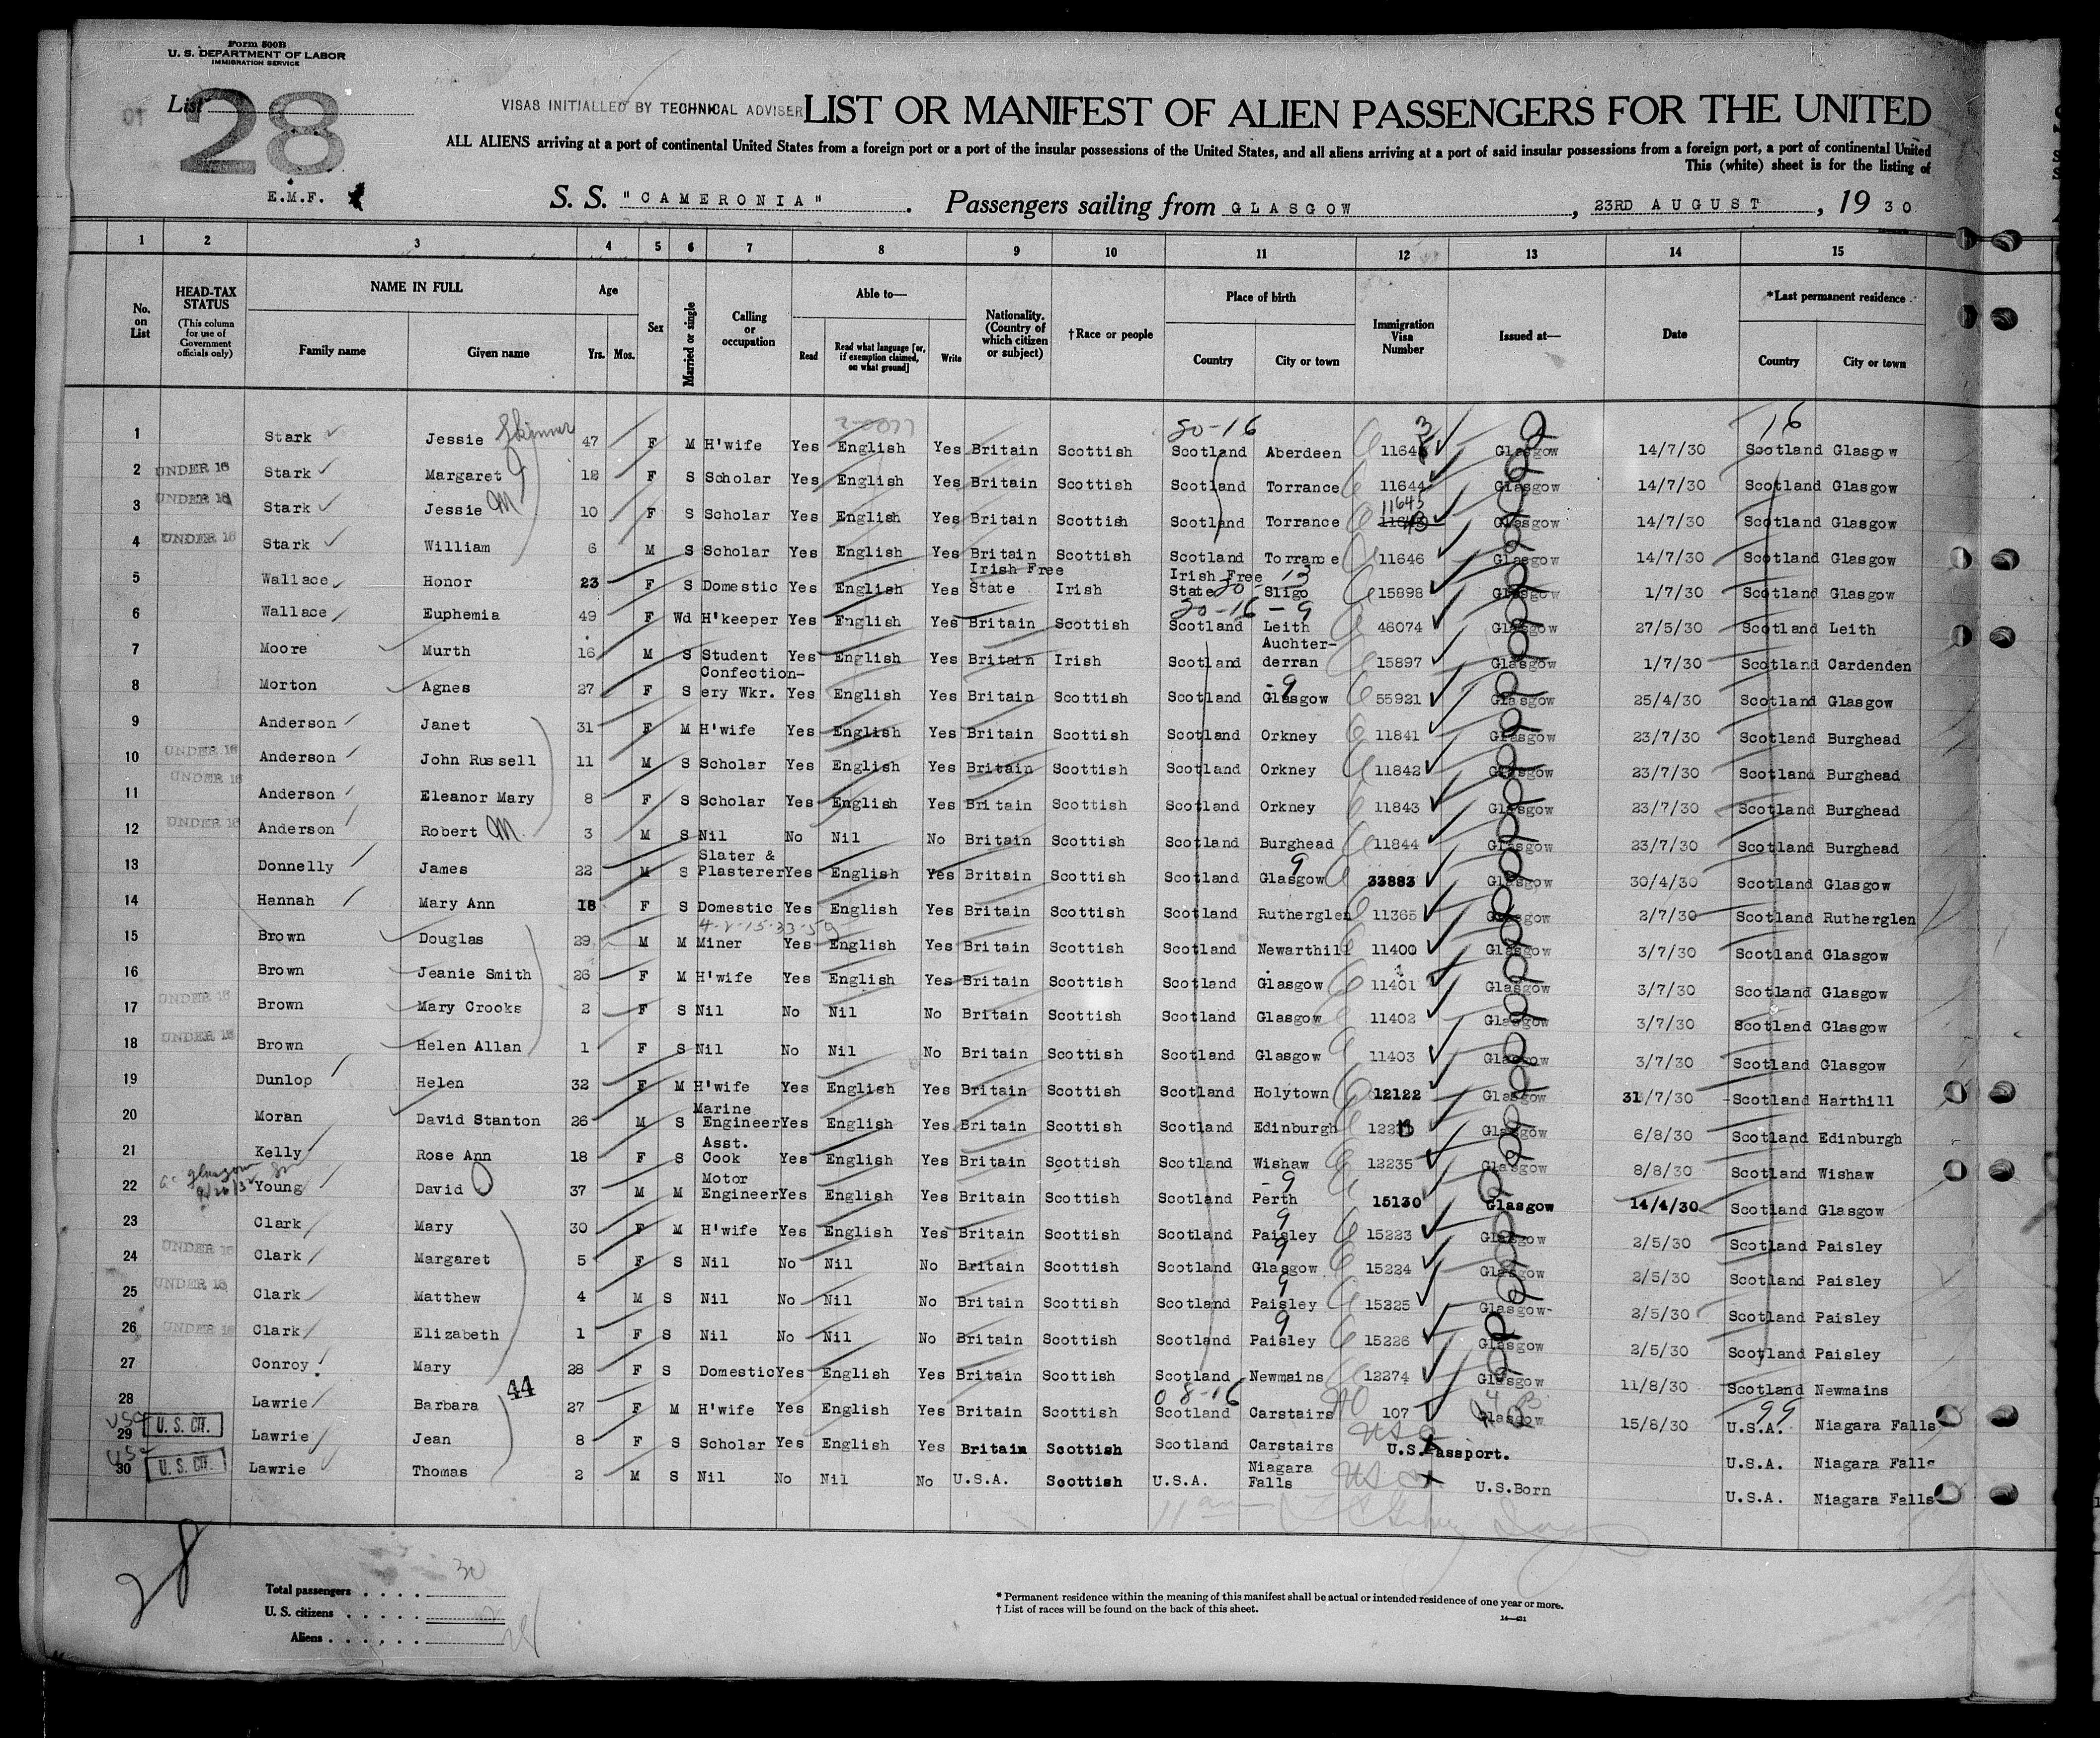 Form 500B
U. S. DEPARTMENT OF LABOR
IMMIGRATION SERVICE
List 28
VISAS INITIALLED BY TECHNICAL ADVISER
LIST OR MANIFEST OF ALIEN PASSENGERS FOR THE UNITED
ALL ALIENS arriving at a port of continental United States from a foreign port or a port of the insular possessions of the United States, and all aliens arriving at a port of said insular possessions from a foreign port, a port of continental United
This (white) sheet is for the listing of
E.M.F.
S. S. "CAMERONIA". Passengers sailing from GLASGOW, 23RD AUGUST, 1930
1 2 3 4 5 6 7 8 9 10 11 12 13 14 15
No. on List
HEAD-TAX STATUS
(This column for use of Government officials only)
NAME IN FULL
Family name
Given name
Age
Yrs. Mos.
Sex
Married or single
Calling or occupation
Able to—
Read
Read what language [or, if exemption claimed, on what ground]
Write
Nationality. (Country of which citizen or subject)
†Race or people
Place of birth
Country
City or town
Immigration Visa Number
Issued at—
Date
*Last permanent residence
Country
City or town
80-16 3 16
1 Stark Jessie Skinner 47 F M H'wife Yes English Yes Britain Scottish Scotland Aberdeen 1164 Glasgow 14/7/30 Scotland Glasgow
2 UNDER 16 Stark Margaret 12 F S Scholar Yes English Yes Britain Scottish Scotland Torrance 11644 Glasgow 14/7/30 Scotland Glasgow
3 UNDER 16 Stark Jessie M 10 F S Scholar Yes English Yes Britain Scottish Scotland Torrance 11645 Glasgow 14/7/30 Scotland Glasgow
4 UNDER 16 Stark William 6 M S Scholar Yes English Yes Britain Scottish Scotland Torrance 11646 Glasgow 14/7/30 Scotland Glasgow
5 Wallace Honor 23 F S Domestic Yes English Yes Irish Free State Irish Irish Free State Sligo 15898 Glasgow 1/7/30 Scotland Glasgow
6 Wallace Euphemia 49 F Wd H'keeper Yes English Yes Britain Scottish Scotland Leith 46074 Glasgow 27/5/30 Scotland Leith
7 Moore Murth 16 M S Student Yes English Yes Britain Irish Scotland Auchter-derran 15897 Glasgow 1/7/30 Scotland Cardenden
8 Morton Agnes 27 F S Confection-ery Wkr. Yes English Yes Britain Scottish Scotland Glasgow 55921 Glasgow 25/4/30 Scotland Glasgow
9 Anderson Janet 31 F M H'wife Yes English Yes Britain Scottish Scotland Orkney 11841 Glasgow 23/7/30 Scotland Burghead
10 UNDER 16 Anderson John Russell 11 M S Scholar Yes English Yes Britain Scottish Scotland Orkney 11842 Glasgow 23/7/30 Scotland Burghead
11 UNDER 16 Anderson Eleanor Mary 8 F S Scholar Yes English Yes Britain Scottish Scotland Orkney 11843 Glasgow 23/7/30 Scotland Burghead
12 UNDER 16 Anderson Robert M. 3 M S Nil No Nil No Britain Scottish Scotland Burghead 11844 Glasgow 23/7/30 Scotland Burghead
13 Donnelly James 22 M S Slater & Plasterer Yes English Yes Britain Scottish Scotland Glasgow 33883 Glasgow 30/4/30 Scotland Glasgow
14 Hannah Mary Ann 18 F S Domestic Yes English Yes Britain Scottish Scotland Rutherglen 11365 Glasgow 2/7/30 Scotland Rutherglen
15 Brown Douglas 29 M M Miner Yes English Yes Britain Scottish Scotland Newarthill 11400 Glasgow 3/7/30 Scotland Glasgow
16 Brown Jeanie Smith 26 F M H'wife Yes English Yes Britain Scottish Scotland Glasgow 11401 Glasgow 3/7/30 Scotland Glasgow
17 UNDER 16 Brown Mary Crooks 2 F S Nil No Nil No Britain Scottish Scotland Glasgow 11402 Glasgow 3/7/30 Scotland Glasgow
18 UNDER 16 Brown Helen Allan 1 F S Nil No Nil No Britain Scottish Scotland Glasgow 11403 Glasgow 3/7/30 Scotland Glasgow
19 Dunlop Helen 32 F M H'wife Yes English Yes Britain Scottish Scotland Holytown 12122 Glasgow 31/7/30 Scotland Harthill
20 Moran David Stanton 26 M S Marine Engineer Yes English Yes Britain Scottish Scotland Edinburgh Glasgow 6/8/30 Scotland Edinburgh
21 Kelly Rose Ann 18 F S Asst. Cook Yes English Yes Britain Scottish Scotland Wishaw 12235 Glasgow 8/8/30 Scotland Wishaw
22 Young David 37 M M Motor Engineer Yes English Yes Britain Scottish Scotland Perth 15130 Glasgow 14/4/30 Scotland Glasgow
23 Clark Mary 30 F M H'wife Yes English Yes Britain Scottish Scotland Paisley 15223 Glasgow 2/5/30 Scotland Paisley
24 UNDER 16 Clark Margaret 5 F S Nil No Nil No Britain Scottish Scotland Glasgow 15224 Glasgow 2/5/30 Scotland Paisley
25 UNDER 16 Clark Matthew 4 M S Nil No Nil No Britain Scottish Scotland Paisley 15225 Glasgow 2/5/30 Scotland Paisley
26 UNDER 16 Clark Elizabeth 1 F S Nil No Nil No Britain Scottish Scotland Paisley 15226 Glasgow 2/5/30 Scotland Paisley
27 Conroy Mary 28 F S Domestic Yes English Yes Britain Scottish Scotland Newmains 12274 Glasgow 11/8/30 Scotland Newmains
44 08-16 99
28 Lawrie Barbara 27 F M H'wife Yes English Yes Britain Scottish Scotland Carstairs 107 Glasgow 15/8/30 U.S.A. Niagara Falls
29 U. S. CIT. Lawrie Jean 8 F S Scholar Yes English Yes Britain Scottish Scotland Carstairs U.S.Passport. U.S.A. Niagara Falls
30 U. S. CIT. Lawrie Thomas 2 M S Nil No Nil No U.S.A. Scottish U.S.A. Niagara Falls U.S.Born U.S.A. Niagara Falls
28
Total passengers . . . . 30
U. S. citizens . . . . .
Aliens . . . . . .
* Permanent residence within the meaning of this manifest shall be actual or intended residence of one year or more.
† List of races will be found on the back of this sheet.
14—421